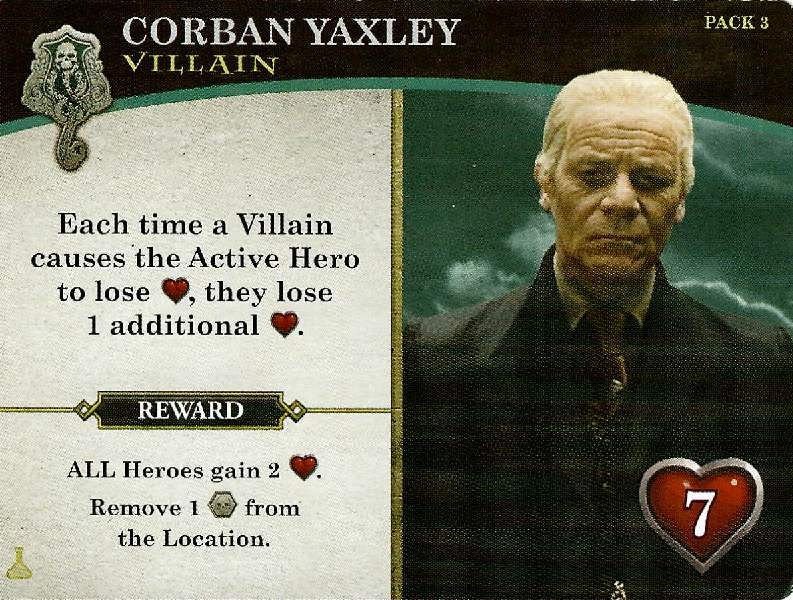 CORBAN YAXLEY
VILLAIN
PACK 3
Each time a Villain
causes the Active Hero
to lose ❤, they lose
1 additional ❤.
REWARD
ALL Heroes gain 2 ❤.
Remove 1 from
the Location.
7